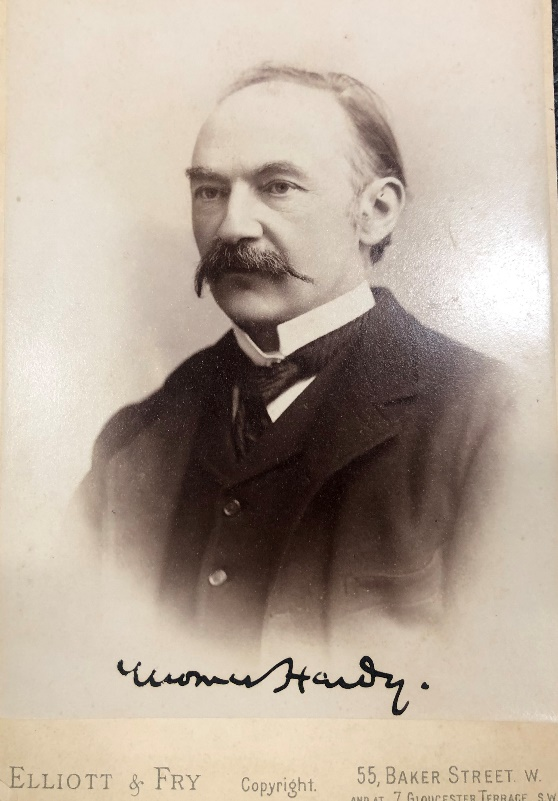 Thomas Hardy.
ELLIOTT & FRY Copyright. 55, BAKER STREET. W.
AND AT 7, GLOUCESTER TERRACE, S.W.